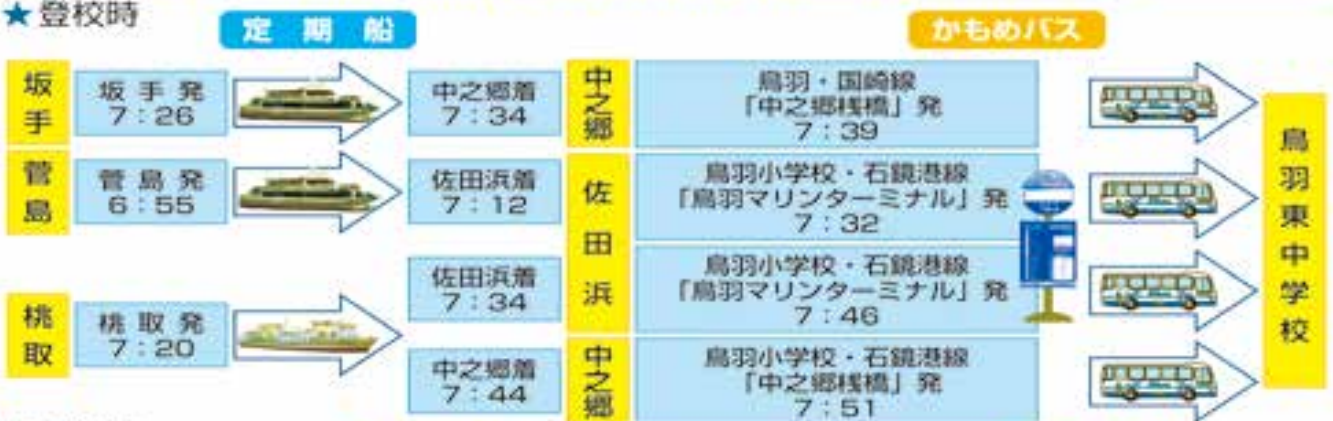 ★登校時
定期船
かもめバス
坂手
坂手発
7:26
中之郷着
7:34
中之郷
鳥羽・国崎線
「中之郷桟橋」発
7:39
菅島
菅島発
6:55
佐田浜着
7:12
佐田浜
鳥羽小学校・石鏡港線
「鳥羽マリンターミナル」発
7:32
桃取
桃取発
7:20
佐田浜着
7:34
鳥羽小学校・石鏡港線
「鳥羽マリンターミナル」発
7:46
中之郷着
7:44
中之郷
鳥羽小学校・石鏡港線
「中之郷桟橋」発
7:51
鳥羽東中学校